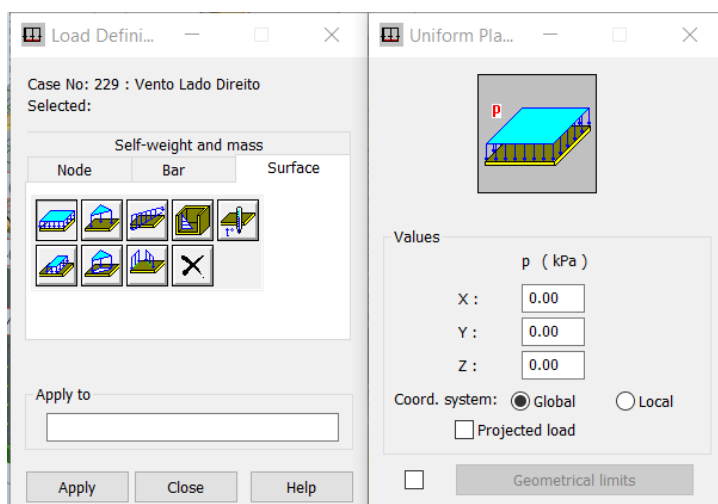 Load Defini...
Case No: 229 : Vento Lado Direito
Selected:
Self-weight and mass
Node
Bar
Surface
t°
Apply to
Apply
Close
Help
Uniform Pla...
p
Values
p ( kPa )
X : 0.00
Y : 0.00
Z : 0.00
Coord. system: Global Local
Projected load
Geometrical limits